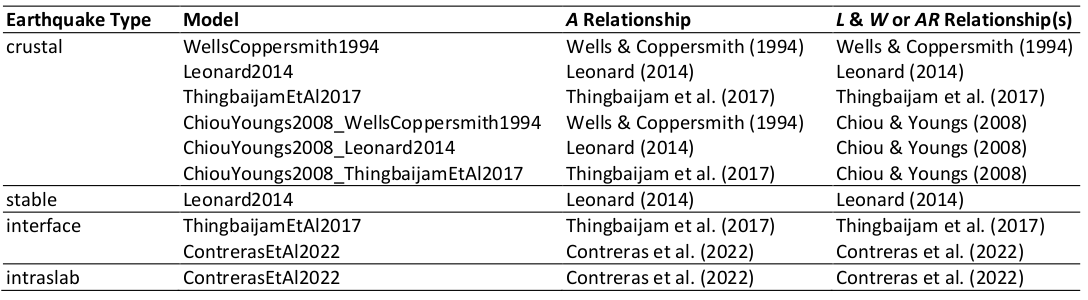 Earthquake Type Model A Relationship L & W or AR Relationship(s)
crustal WellsCoppersmith1994 Wells & Coppersmith (1994) Wells & Coppersmith (1994)
Leonard2014 Leonard (2014) Leonard (2014)
ThingbaijamEtAl2017 Thingbaijam et al. (2017) Thingbaijam et al. (2017)
ChiouYoungs2008_WellsCoppersmith1994 Wells & Coppersmith (1994) Chiou & Youngs (2008)
ChiouYoungs2008_Leonard2014 Leonard (2014) Chiou & Youngs (2008)
ChiouYoungs2008_ThingbaijamEtAl2017 Thingbaijam et al. (2017) Chiou & Youngs (2008)
stable Leonard2014 Leonard (2014) Leonard (2014)
interface ThingbaijamEtAl2017 Thingbaijam et al. (2017) Thingbaijam et al. (2017)
ContrerasEtAl2022 Contreras et al. (2022) Contreras et al. (2022)
intraslab ContrerasEtAl2022 Contreras et al. (2022) Contreras et al. (2022)